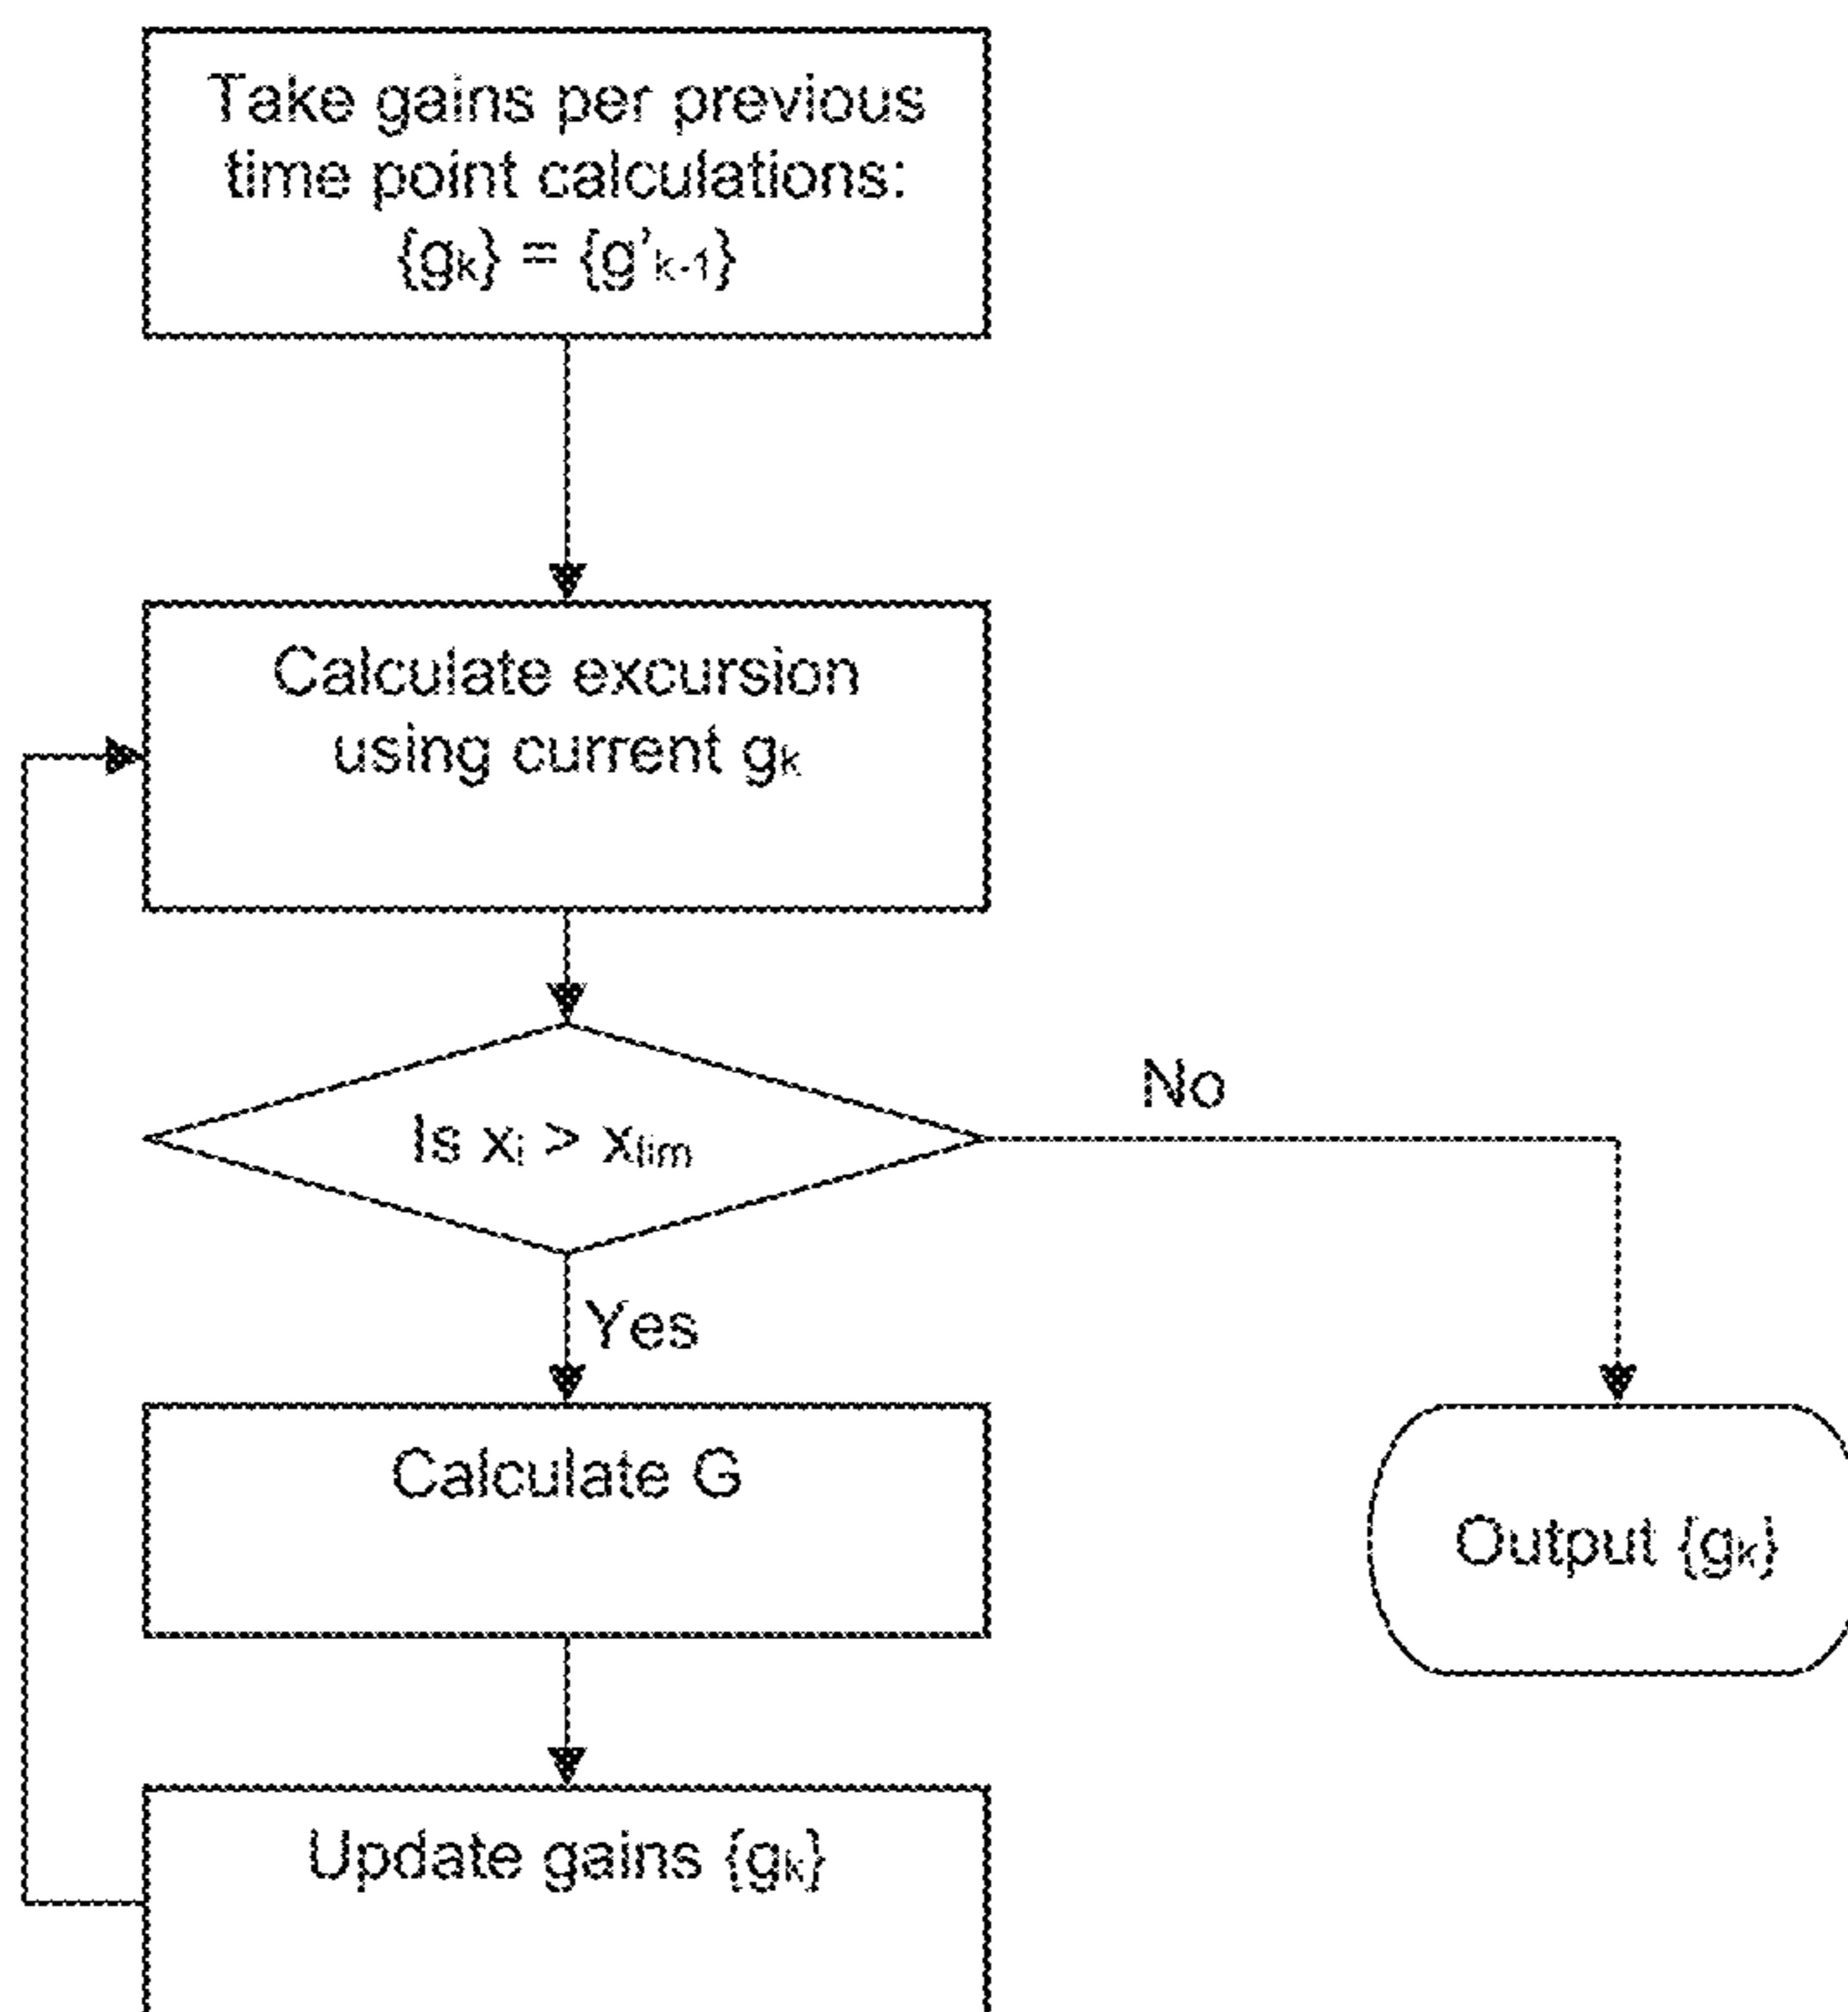 Take gains per previous
time point calculations:
{gk} = {g’k-1}
Calculate excursion
using current gk
Is xi > xlim
No
Yes
Calculate G
Output {gk}
Update gains {gk}